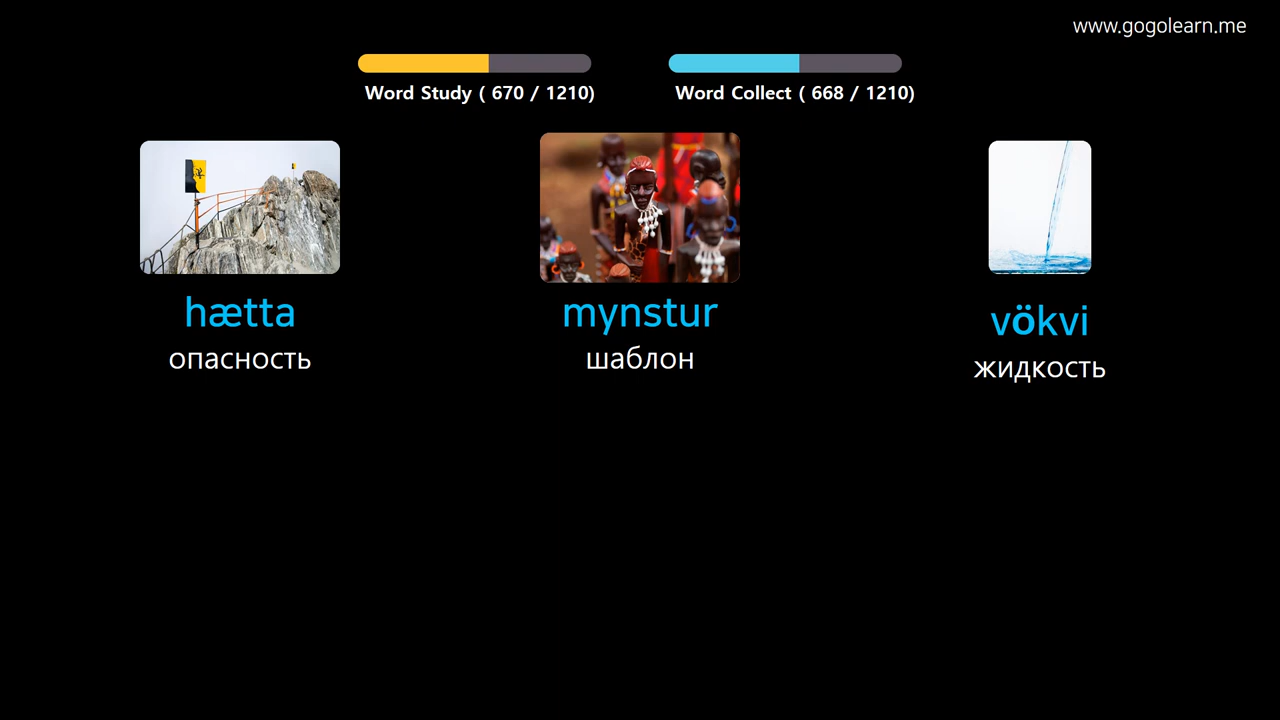 www.gogolearn.me
Word Study ( 670 / 1210)
Word Collect ( 668 / 1210)
hætta
mynstur
vökvi
опасность
шаблон
жидкость